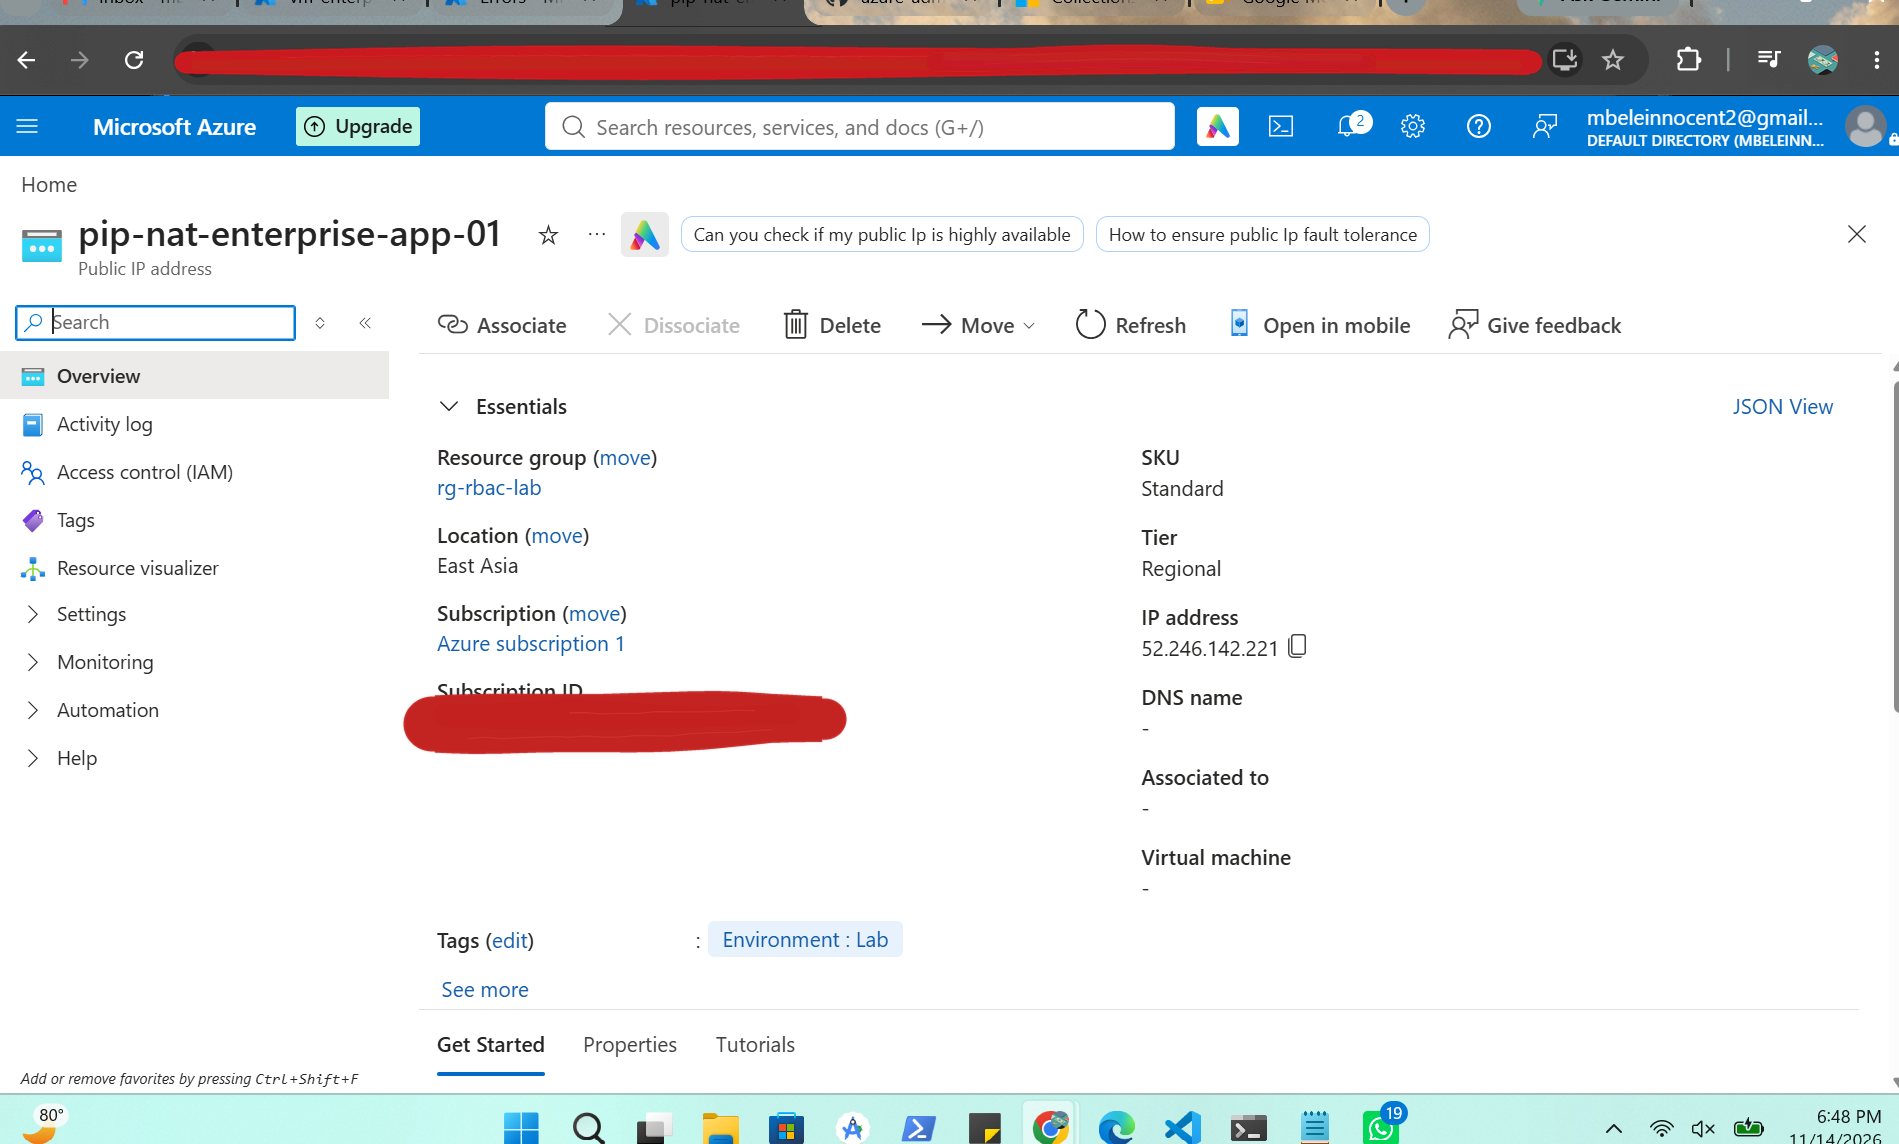 Microsoft Azure
Upgrade
Search resources, services, and docs (G+/)
2
mbeleinnocent2@gmail...
DEFAULT DIRECTORY (MBELEINN...
Home
pip-nat-enterprise-app-01
Public IP address
Can you check if my public Ip is highly available
How to ensure public Ip fault tolerance
Search
Associate
Dissociate
Delete
Move
Refresh
Open in mobile
Give feedback
Overview
Activity log
Access control (IAM)
Tags
Resource visualizer
Settings
Monitoring
Automation
Help
Essentials
JSON View
Resource group (move)
rg-rbac-lab
Location (move)
East Asia
Subscription (move)
Azure subscription 1
Subscription ID
SKU
Standard
Tier
Regional
IP address
52.246.142.221
DNS name
-
Associated to
-
Virtual machine
-
Tags (edit)
: Environment : Lab
See more
Get Started
Properties
Tutorials
Add or remove favorites by pressing Ctrl+Shift+F
80°
19
6:48 PM
11/14/2026